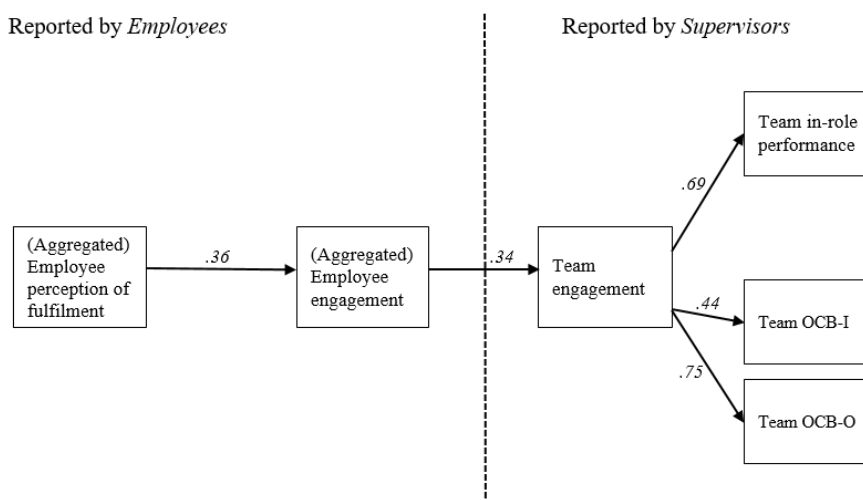 Reported by Employees
Reported by Supervisors
Team in-role
performance
.69
(Aggregated)
Employee
perception of
fulfilment
.36
(Aggregated)
Employee
engagement
.34
Team
engagement
.44
Team OCB-I
.75
Team OCB-O